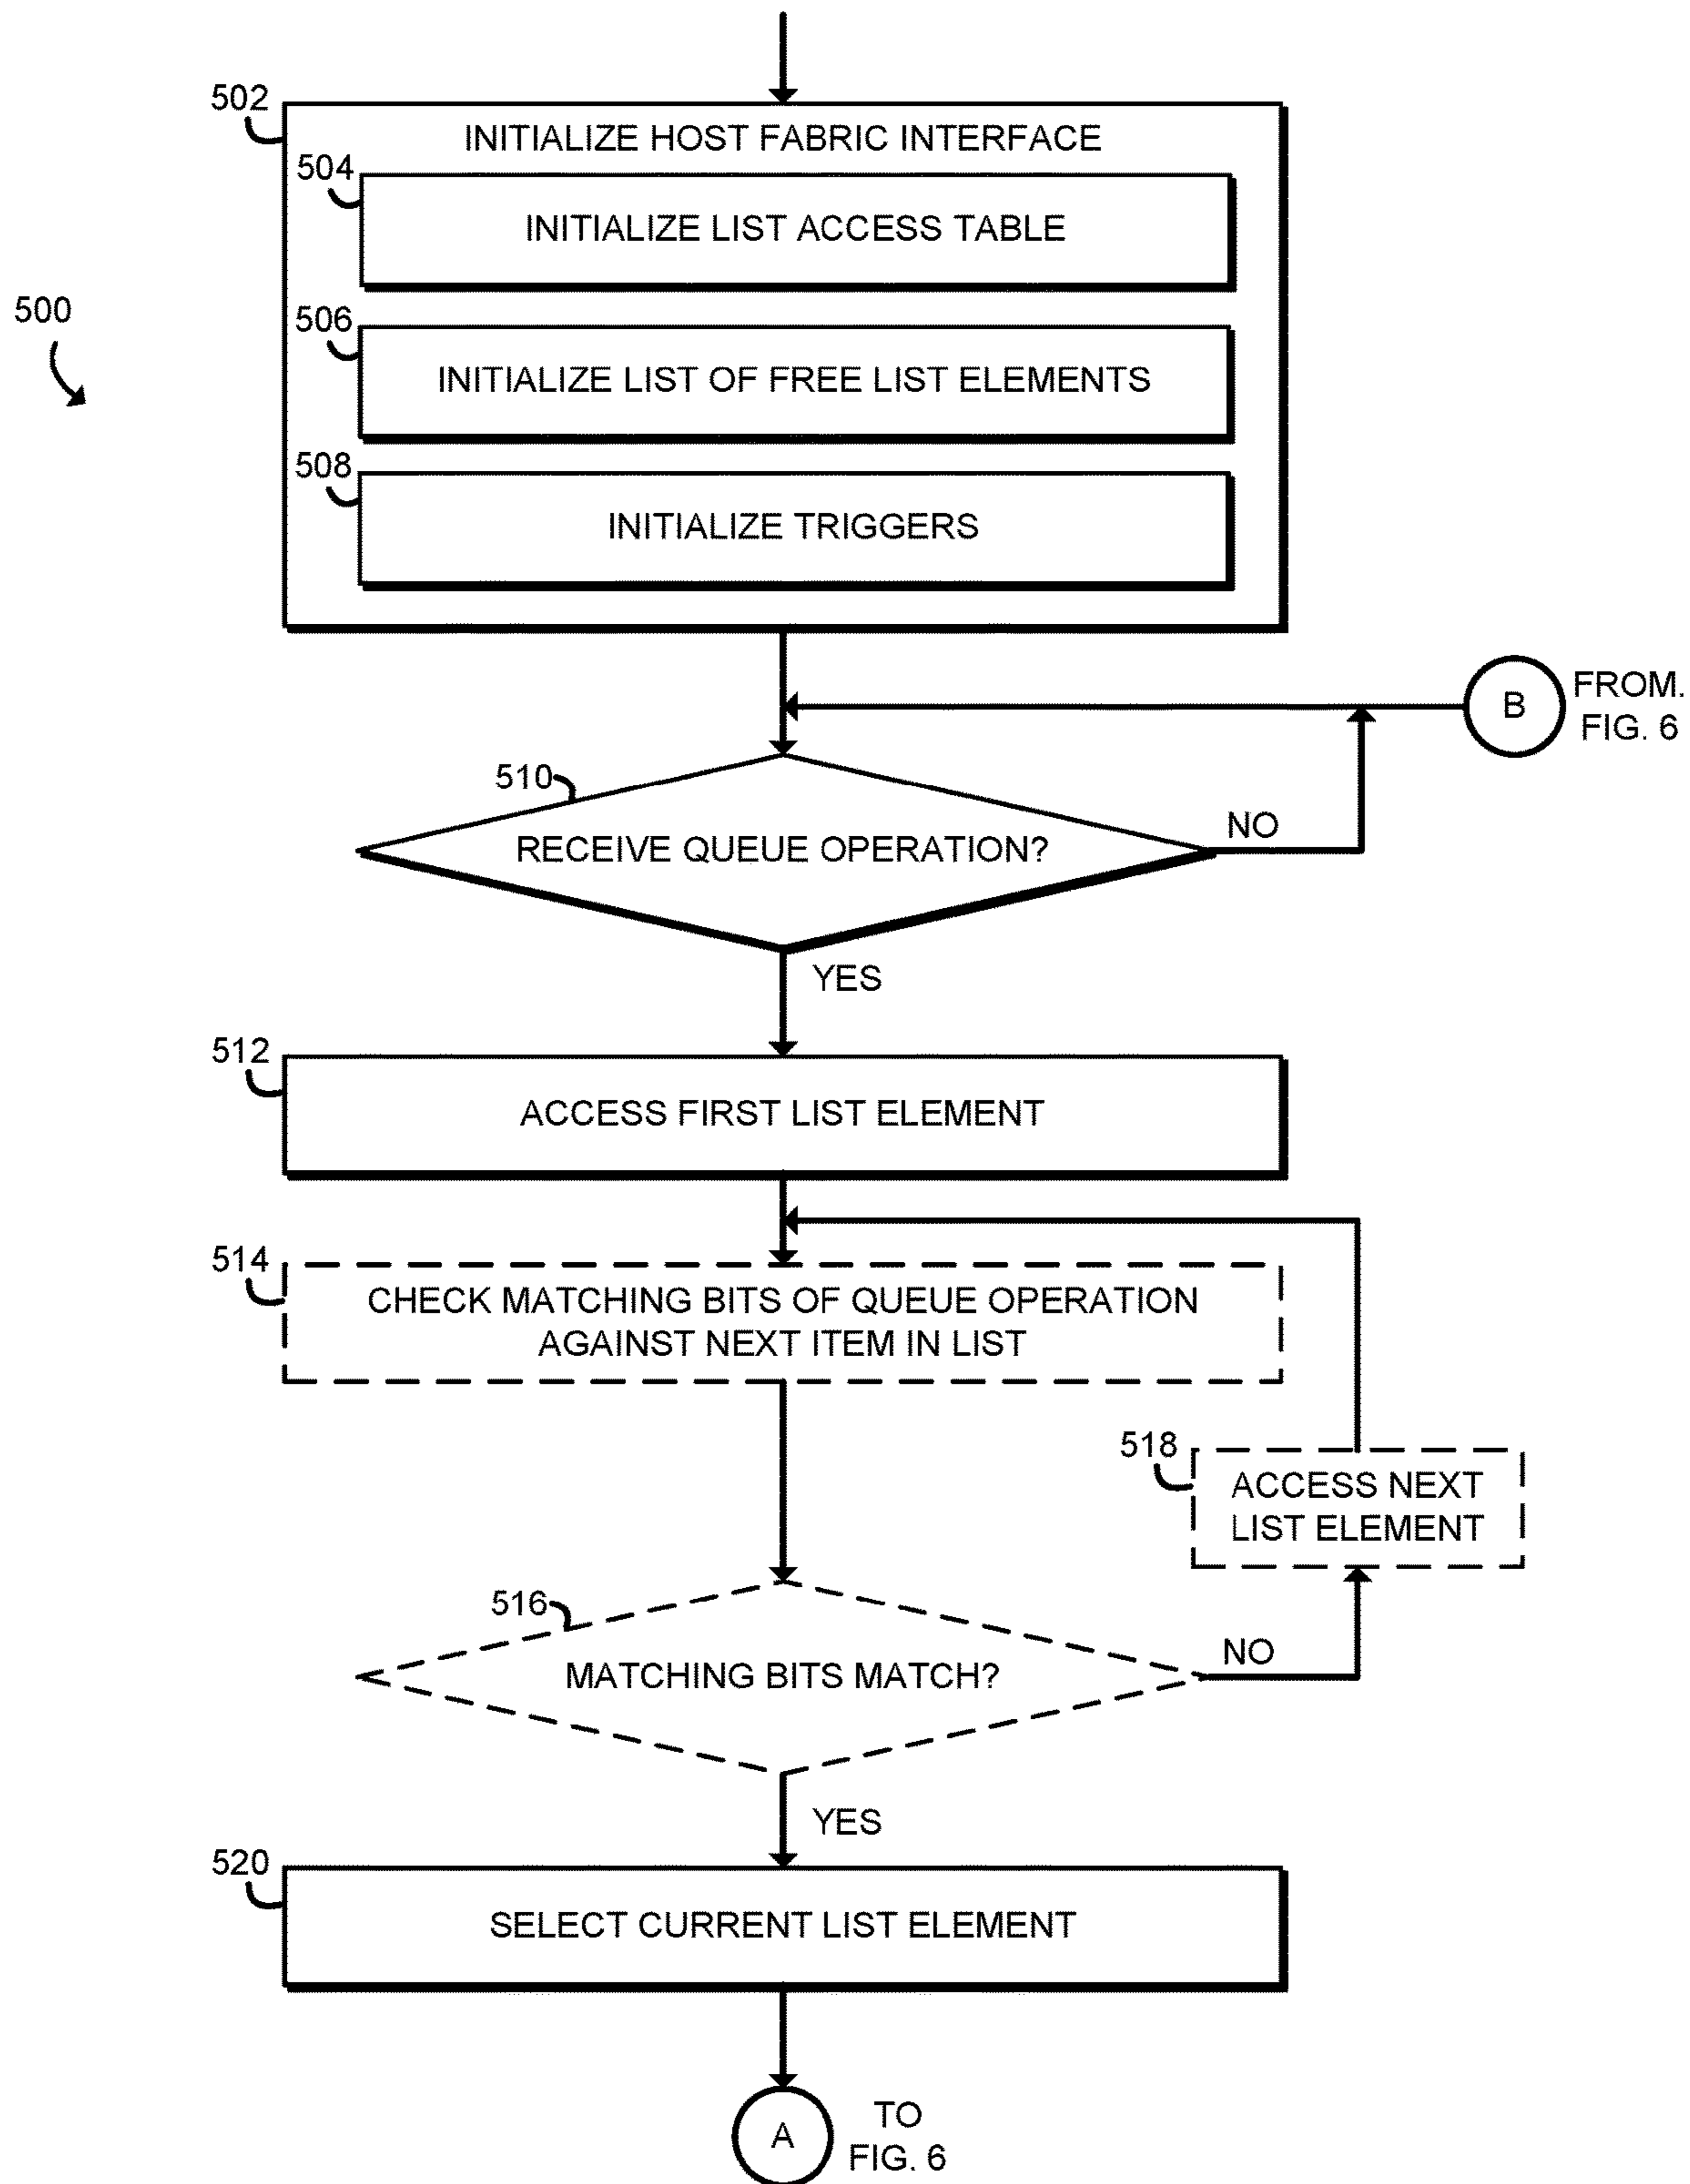 502
INITIALIZE HOST FABRIC INTERFACE
504
INITIALIZE LIST ACCESS TABLE
500
506
INITIALIZE LIST OF FREE LIST ELEMENTS
508
INITIALIZE TRIGGERS
B
FROM.
FIG. 6
510
RECEIVE QUEUE OPERATION?
NO
YES
512
ACCESS FIRST LIST ELEMENT
514
CHECK MATCHING BITS OF QUEUE OPERATION
AGAINST NEXT ITEM IN LIST
518
ACCESS NEXT
LIST ELEMENT
516
MATCHING BITS MATCH?
NO
YES
520
SELECT CURRENT LIST ELEMENT
A
TO
FIG. 6